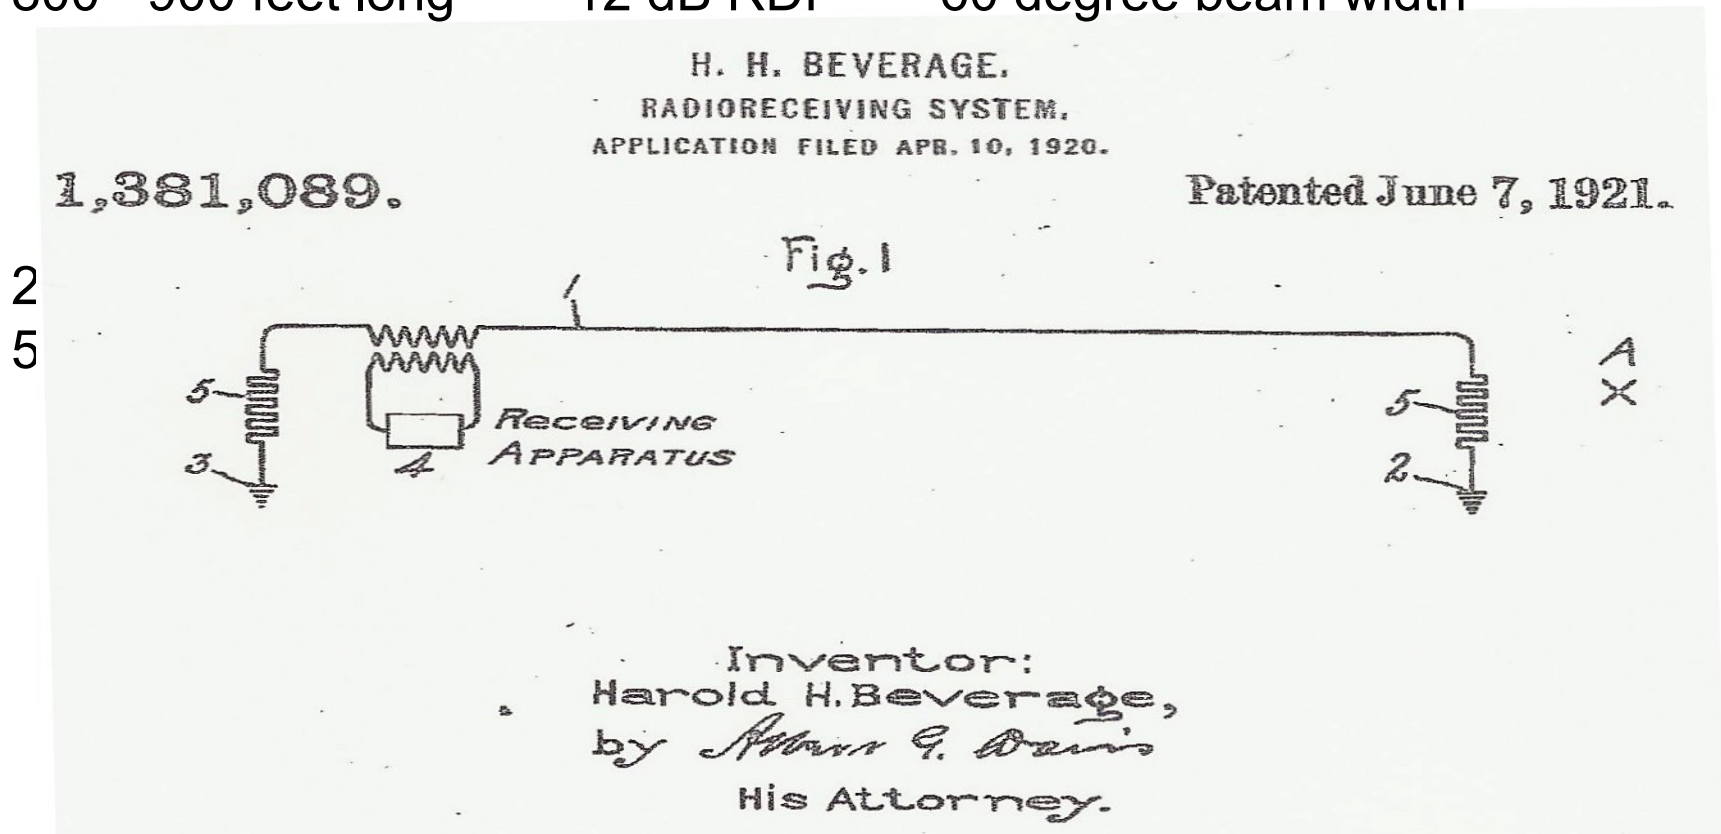 H. H. BEVERAGE.
RADIORECEIVING SYSTEM.
APPLICATION FILED APR. 10, 1920.
1,381,089.
Patented June 7, 1921.
Fig. 1
1
2
5
A
X
5
5
3
4
Receiving
Apparatus
2
Inventor:
Harold H. Beverage,
by G. Davis
His Attorney.